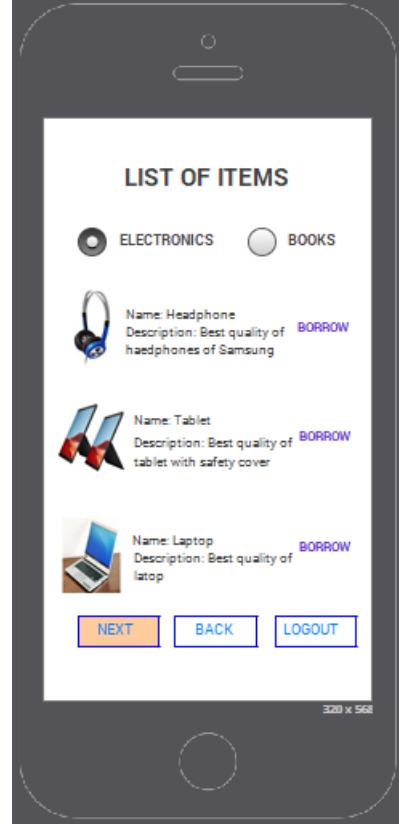 LIST OF ITEMS
ELECTRONICS BOOKS
Name: Headphone
Description: Best quality of
haedphones of Samsung
BORROW
Name: Tablet
Description: Best quality of
tablet with safety cover
BORROW
Name: Laptop
Description: Best quality of
latop
BORROW
NEXT BACK LOGOUT
320 x 568